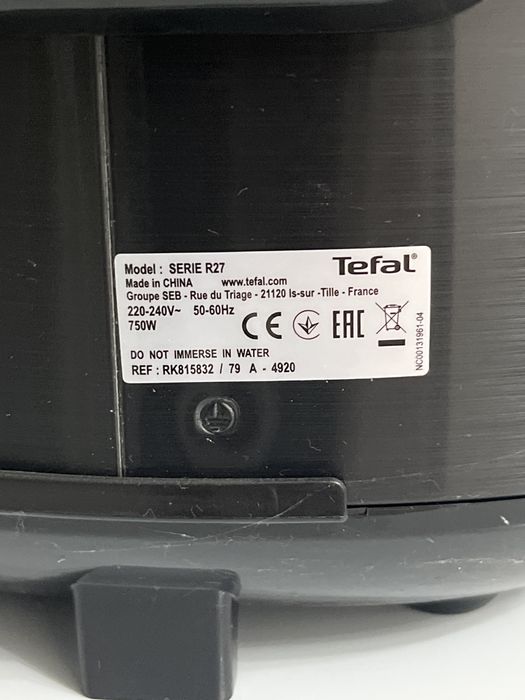 Model : SERIE R27
Tefal®
Made in CHINA www.tefal.com
Groupe SEB - Rue du Triage - 21120 Is-sur -Tille - France
220-240V~ 50-60Hz
750W
CE
EAC
DO NOT IMMERSE IN WATER
REF : RK815832 / 79 A - 4920
NC00131961-04